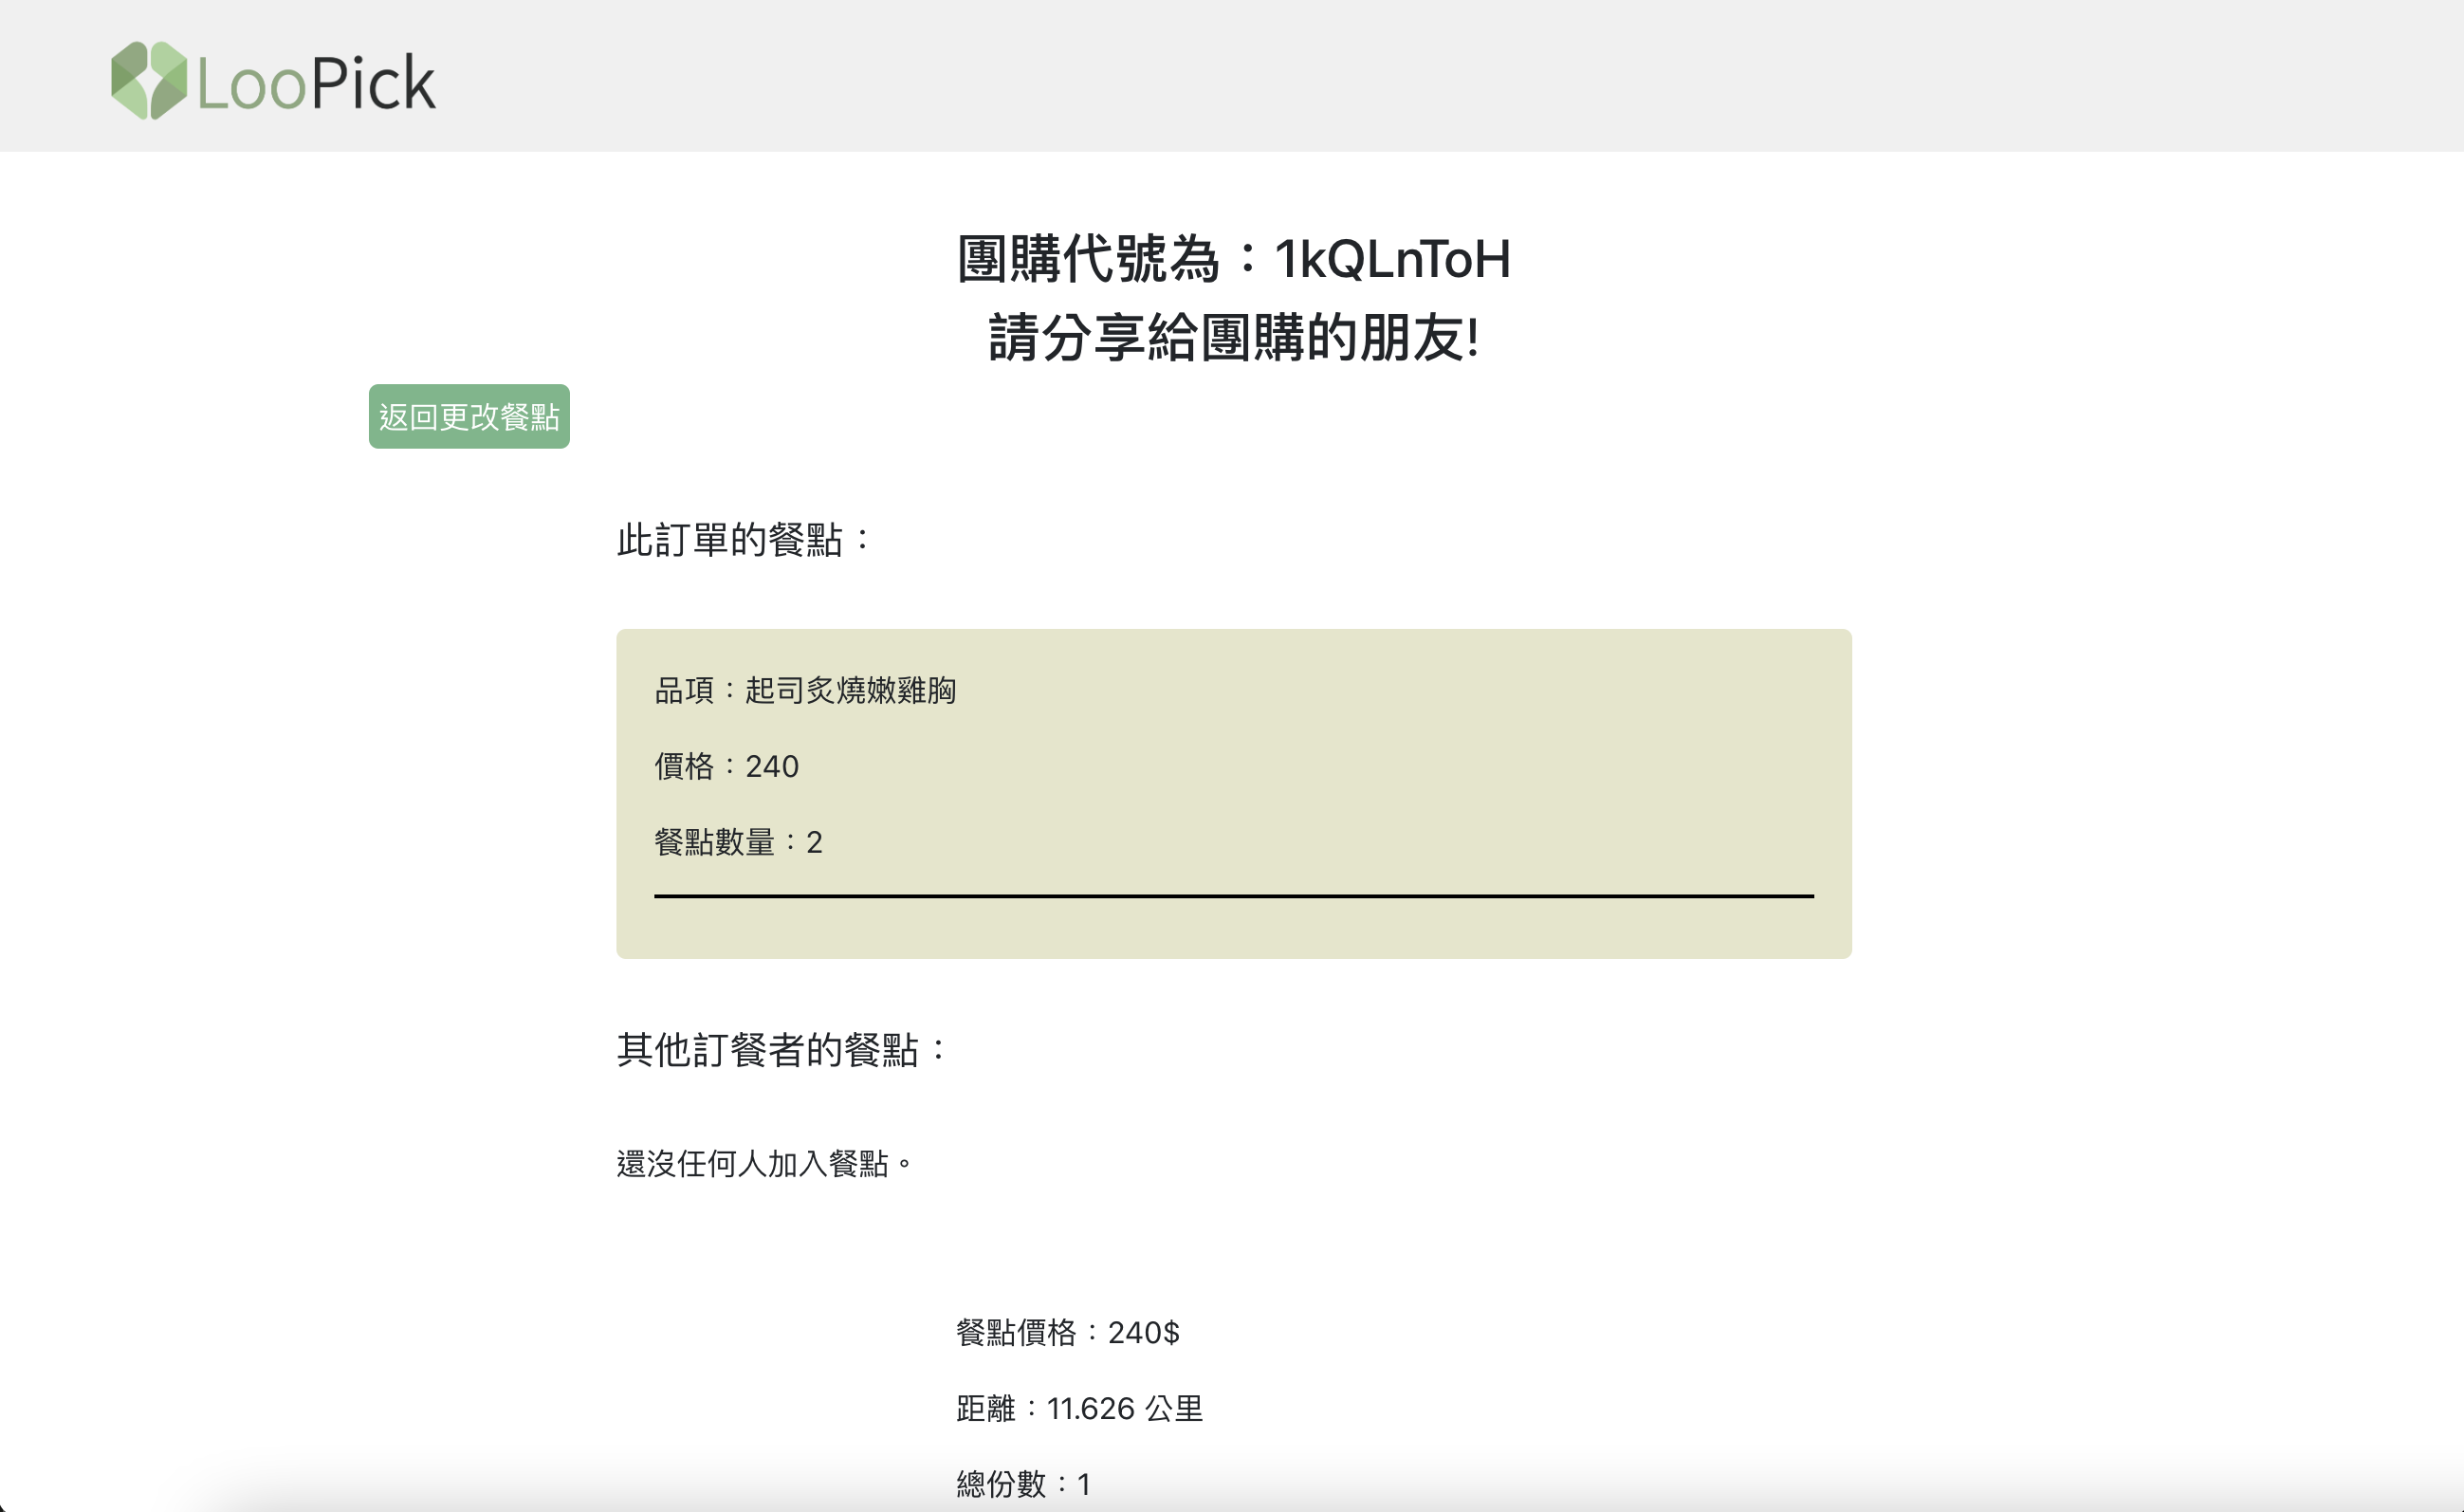 LooPick
團購代號為：1kQLnToH
請分享給團購的朋友!
返回更改餐點
此訂單的餐點：
品項：起司炙燒嫩雞胸
價格：240
餐點數量：2
其他訂餐者的餐點：
還沒任何人加入餐點。
餐點價格：240$
距離：11.626 公里
總份數：1